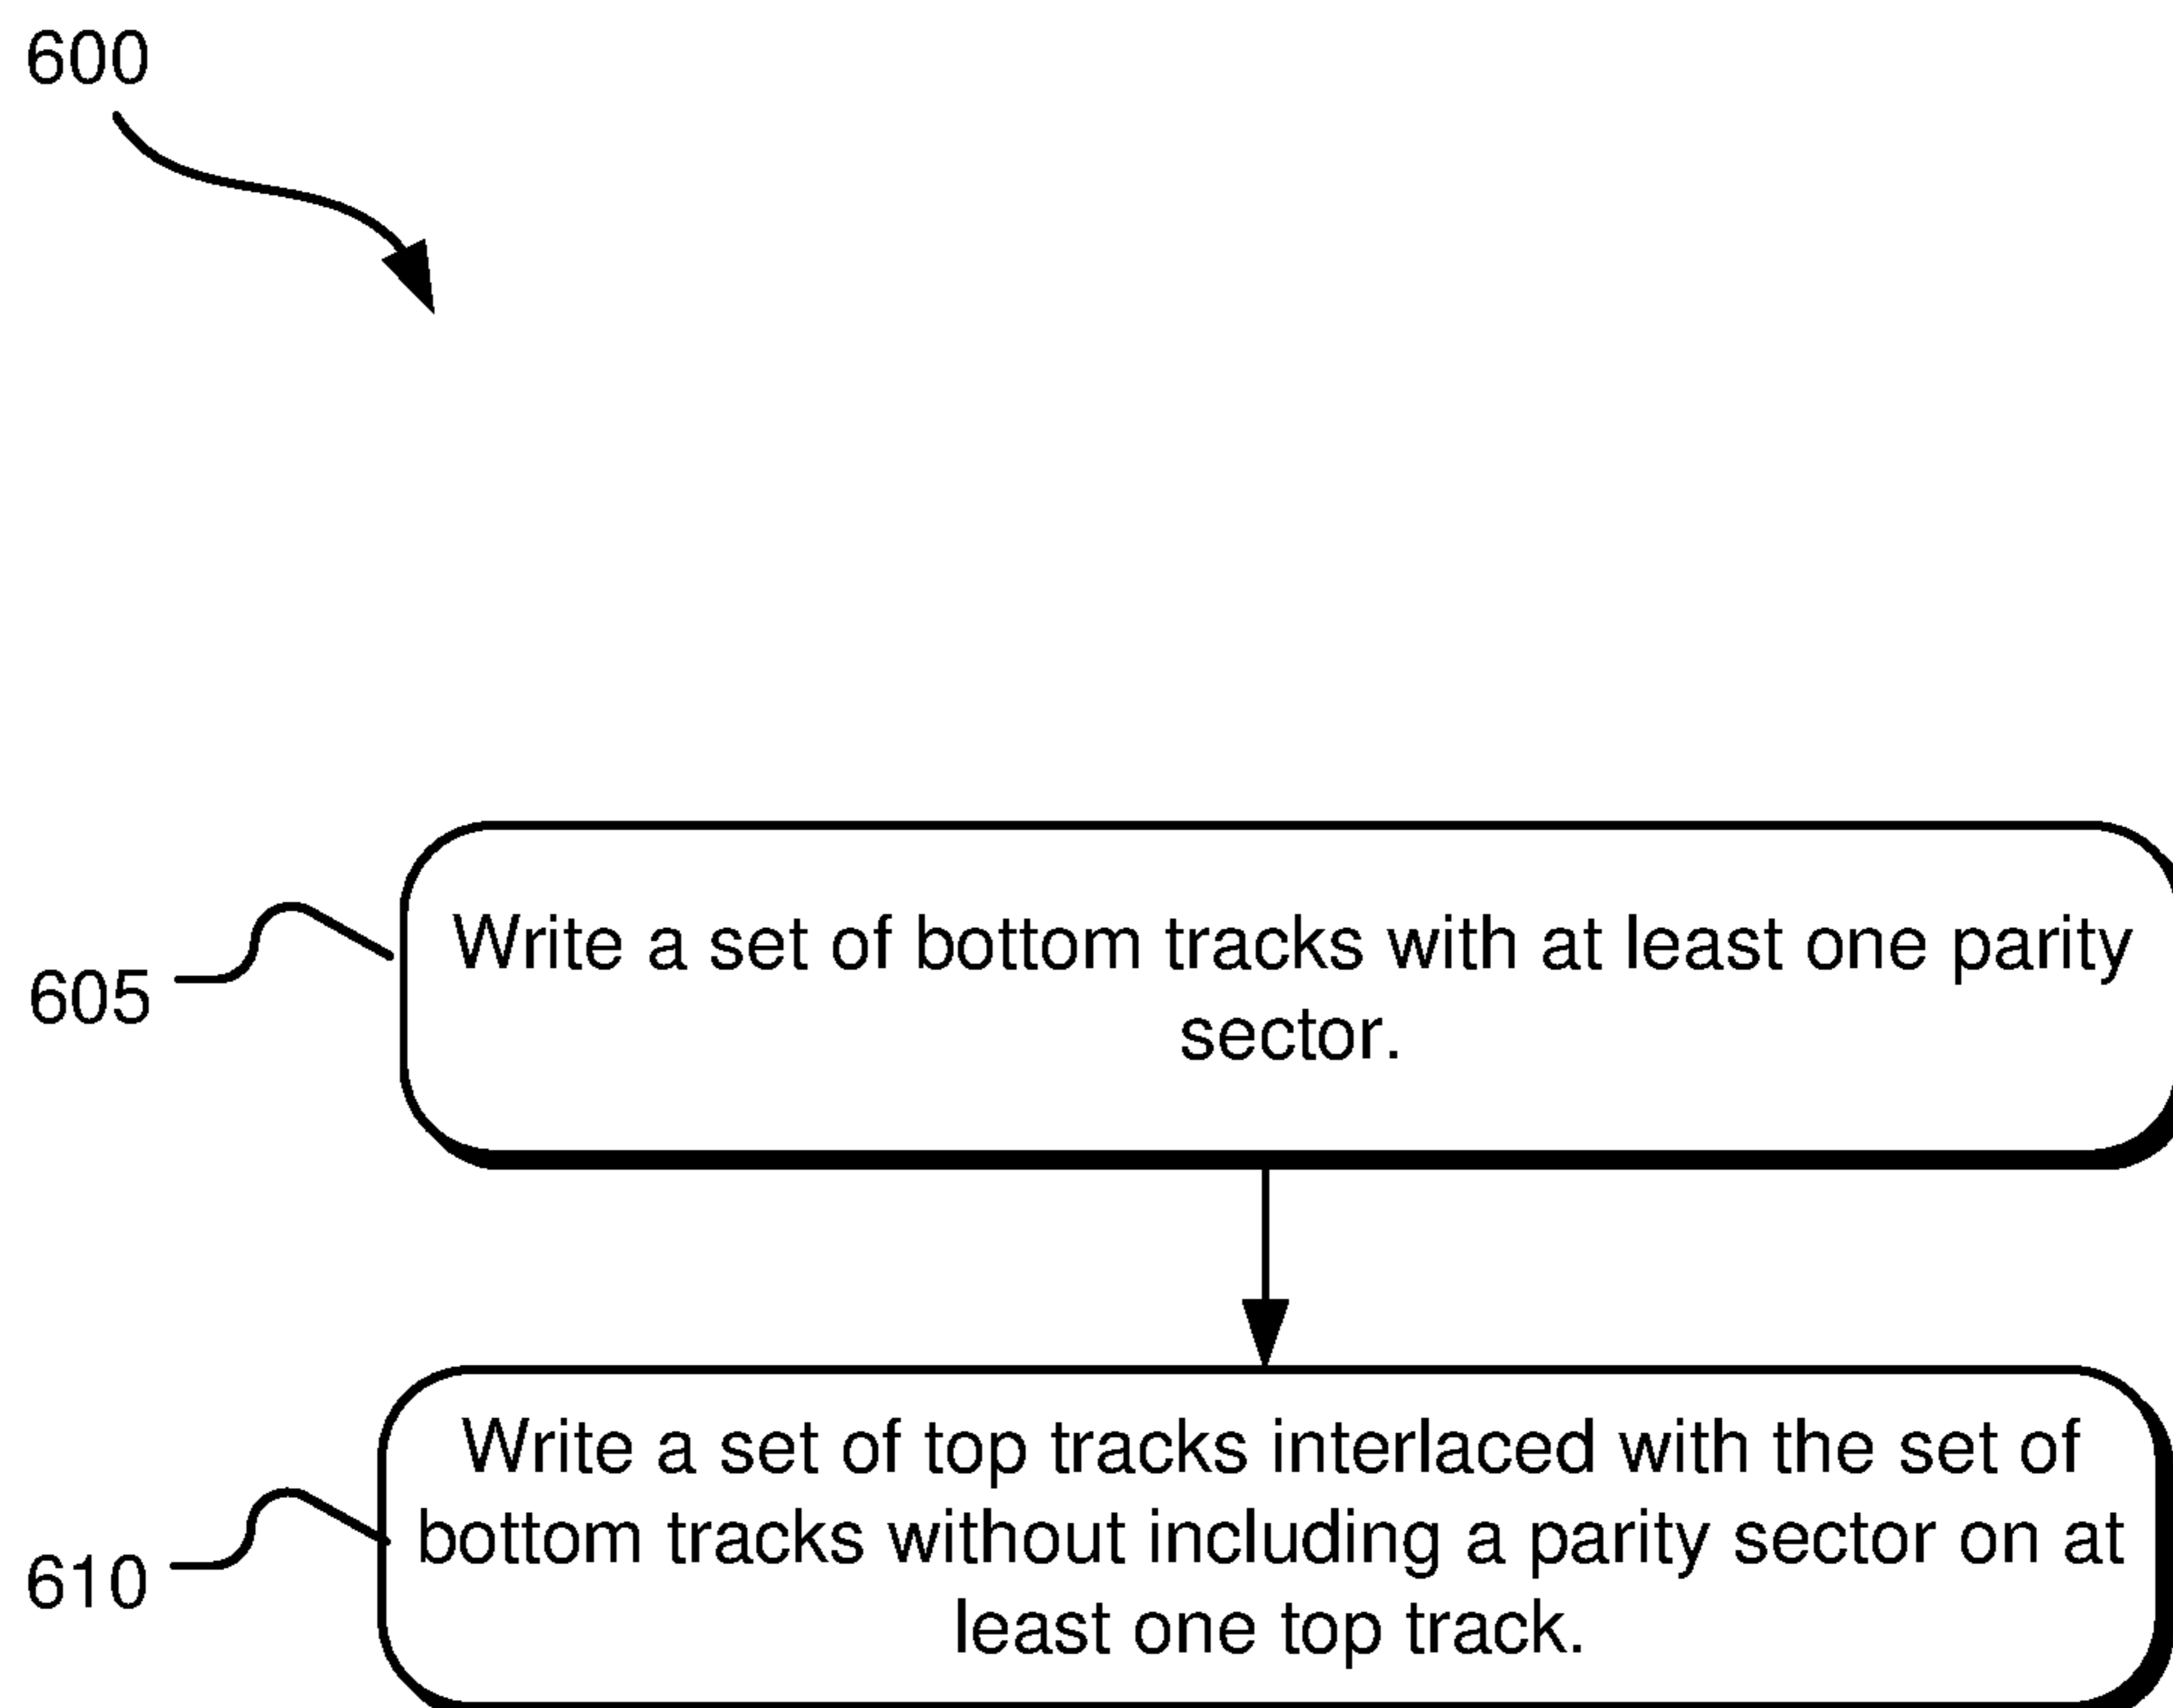 600
605
Write a set of bottom tracks with at least one parity
sector.
610
Write a set of top tracks interlaced with the set of
bottom tracks without including a parity sector on at
least one top track.